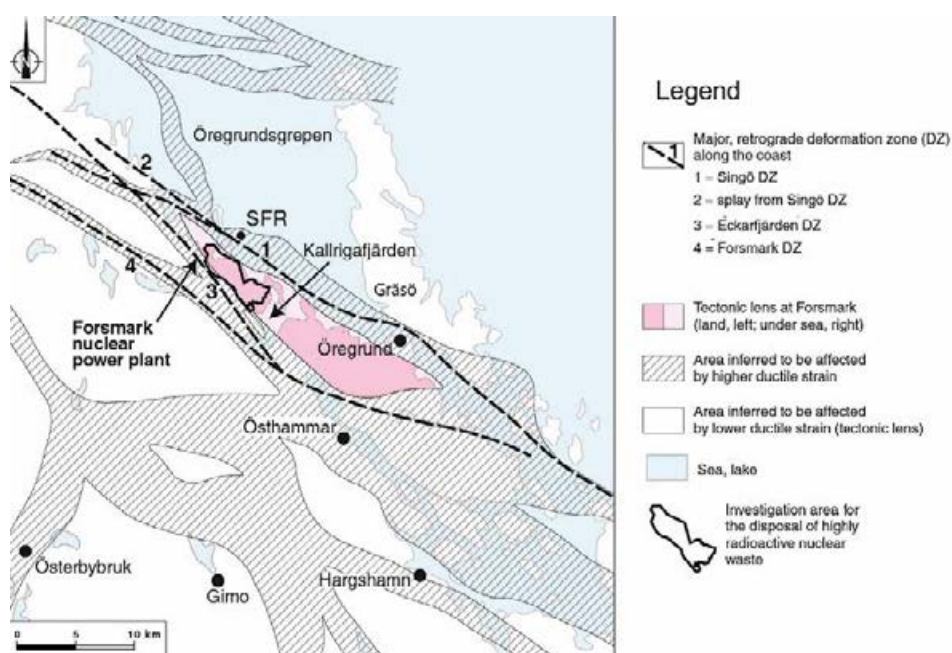 N
Öregrundsgrepen
2
SFR
1
Kallrigafjärden
4
3
Gräsö
Forsmark
nuclear
power plant
Öregrund
Östhammar
Österbybruk
Gimo
Hargshamn
0 5 10 km
Legend
1
Major, retrograde deformation zone (DZ)
along the coast
1 = Singö DZ
2 = splay from Singö DZ
3 = Eckarfjärden DZ
4 = Forsmark DZ
Tectonic lens at Forsmark
(land, left; under sea, right)
Area inferred to be affected
by higher ductile strain
Area inferred to be affected
by lower ductile strain (tectonic lens)
Sea, lake
Investigation area for
the disposal of highly
radioactive nuclear
waste